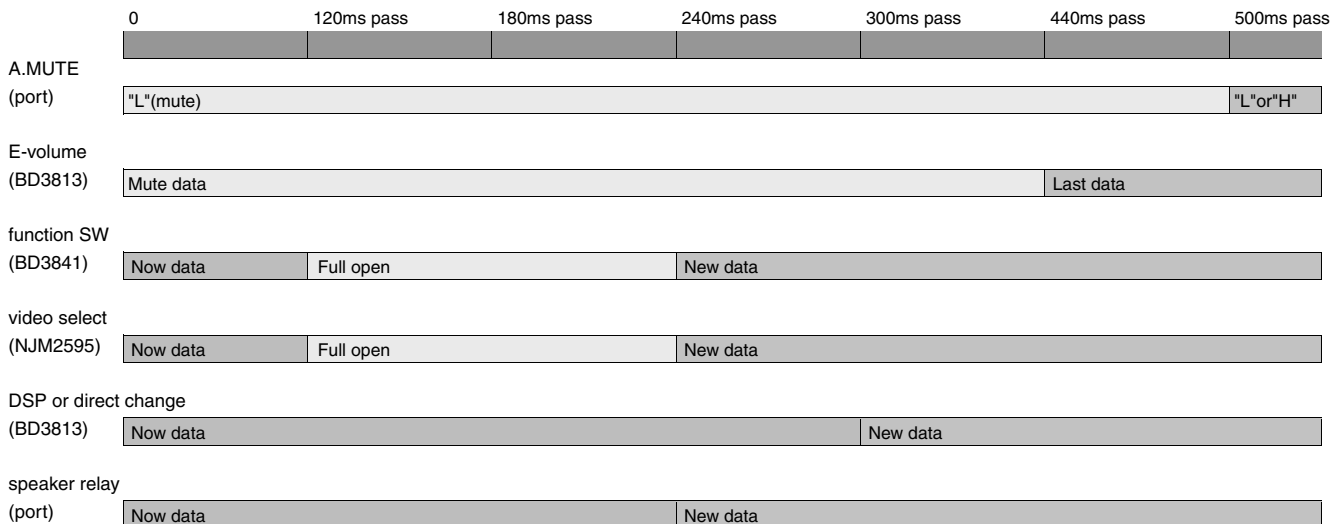 0 120ms pass 180ms pass 240ms pass 300ms pass 440ms pass 500ms pass
A.MUTE
(port) "L"(mute) "L"or"H"
E-volume
(BD3813) Mute data Last data
function SW
(BD3841) Now data Full open New data
video select
(NJM2595) Now data Full open New data
DSP or direct change
(BD3813) Now data New data
speaker relay
(port) Now data New data